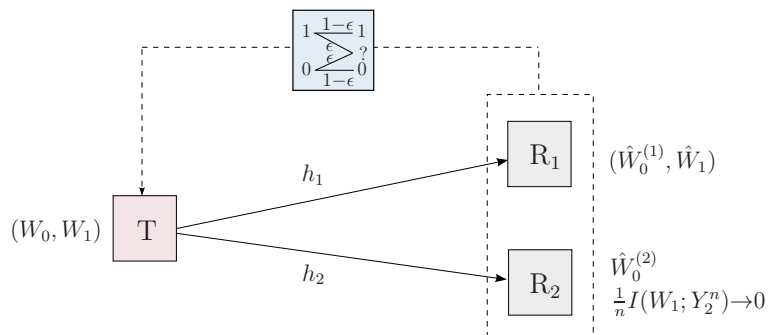 1 1−ϵ 1
ϵ
ϵ ?
0 1−ϵ 0
R₁
(Ŵ₀⁽¹⁾, Ŵ₁)
h₁
(W₀, W₁) T
h₂
R₂
Ŵ₀⁽²⁾
1/n I(W₁; Y₂ⁿ)→0